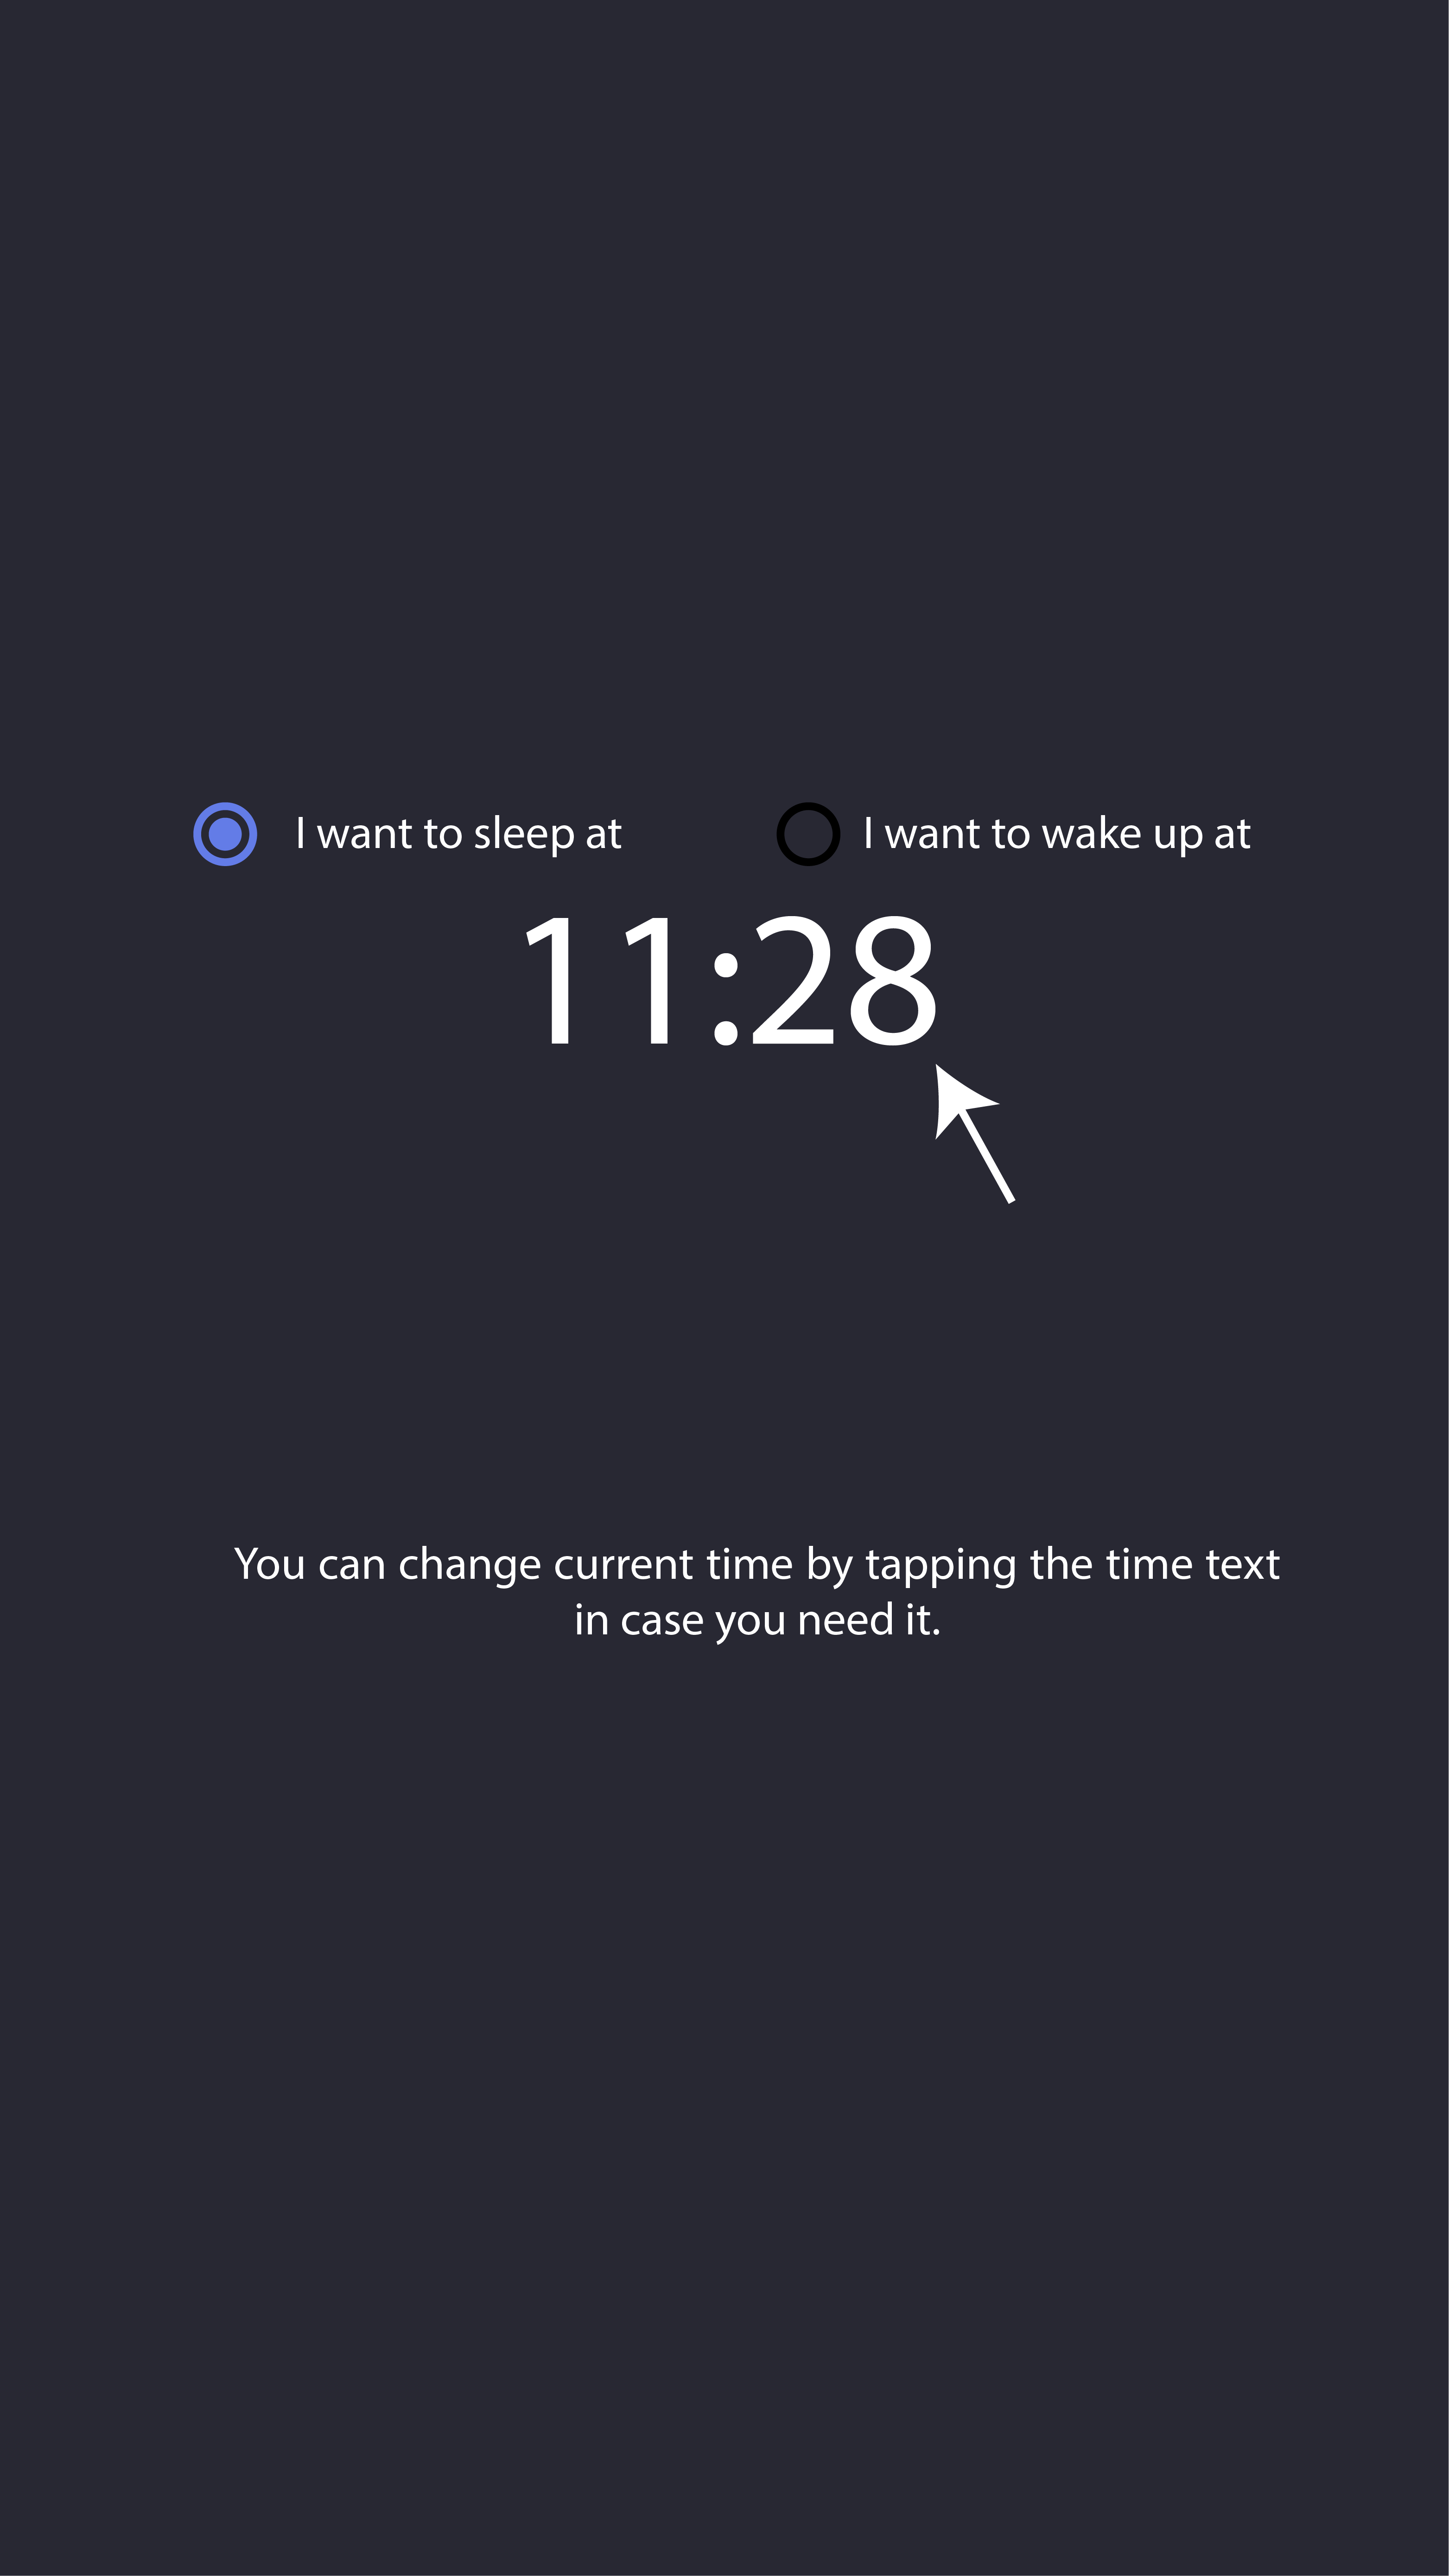 I want to sleep at I want to wake up at
11:28
You can change current time by tapping the time text
in case you need it.